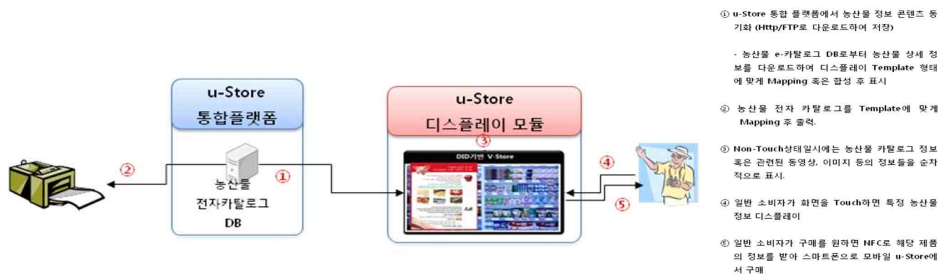 u-Store
통합플랫폼
농산물
전자카탈로그
DB
①
②
u-Store
디스플레이 모듈
③
DID기반 V-Store
④
⑤
① u-Store 통합 플랫폼에서 농산물 정보 콘텐츠 동
기화 (Http/FTP로 다운로드하여 저장)
- 농산물 e-카탈로그 DB로부터 농산물 상세 정
보를 다운로드하여 디스플레이 Template 형태
에 맞게 Mapping 혹은 합성 후 표시
② 농산물 전자 카탈로그를 Template에 맞게
Mapping 후 출력.
③ Non-Touch상태일시에는 농산물 카탈로그 정보
혹은 관련된 동영상, 이미지 등의 정보들을 순차
적으로 표시.
④ 일반 소비자가 화면을 Touch하면 특정 농산물
정보 디스플레이
⑤ 일반 소비자가 구매를 원하면 NFC로 해당 제품
의 정보를 받아 스마트폰으로 모바일 u-Store에
서 구매